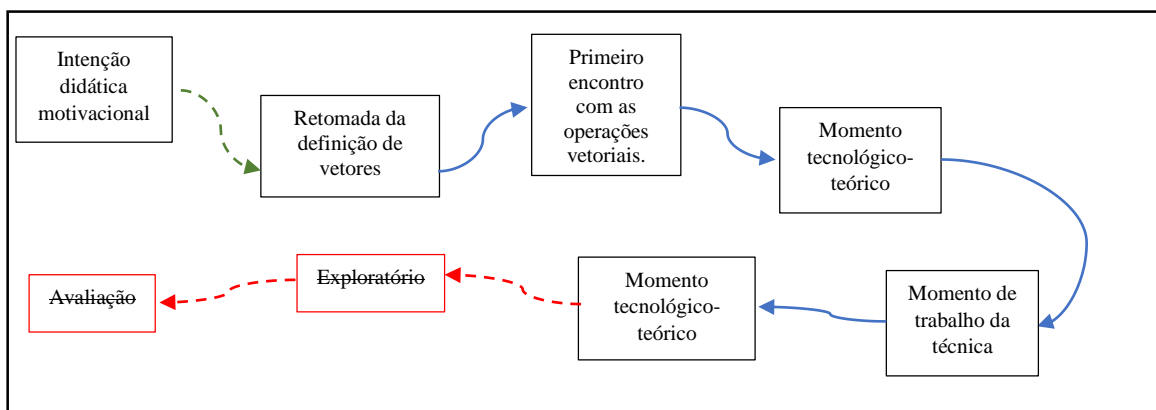 Intenção
didática
motivacional
Retomada da
definição de
vetores
Primeiro
encontro
com as
operações
vetoriais.
Momento
tecnológico-
teórico
Momento de
trabalho da
técnica
Momento
tecnológico-
teórico
Exploratório
Avaliação